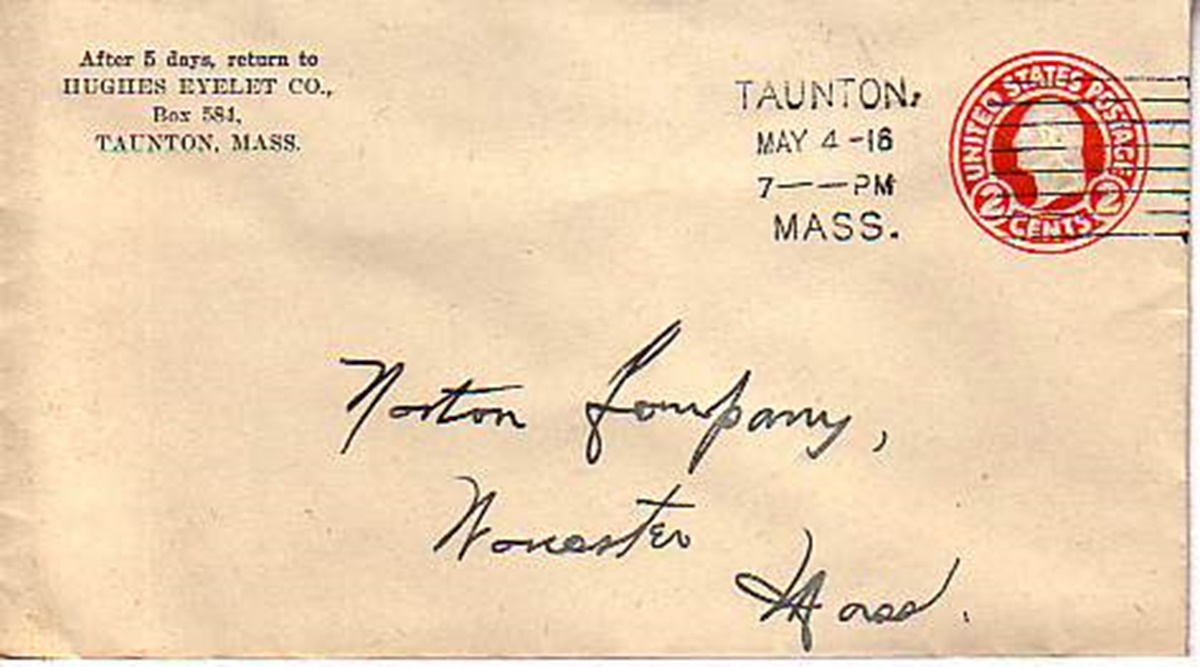 After 5 days, return to
HUGHES EYELET CO.,
Box 584,
TAUNTON, MASS.
TAUNTON,
MAY 4 -16
7——PM
MASS.
UNITED STATES POSTAGE
2 CENTS 2
Norton Company,
Worcester
Mass.